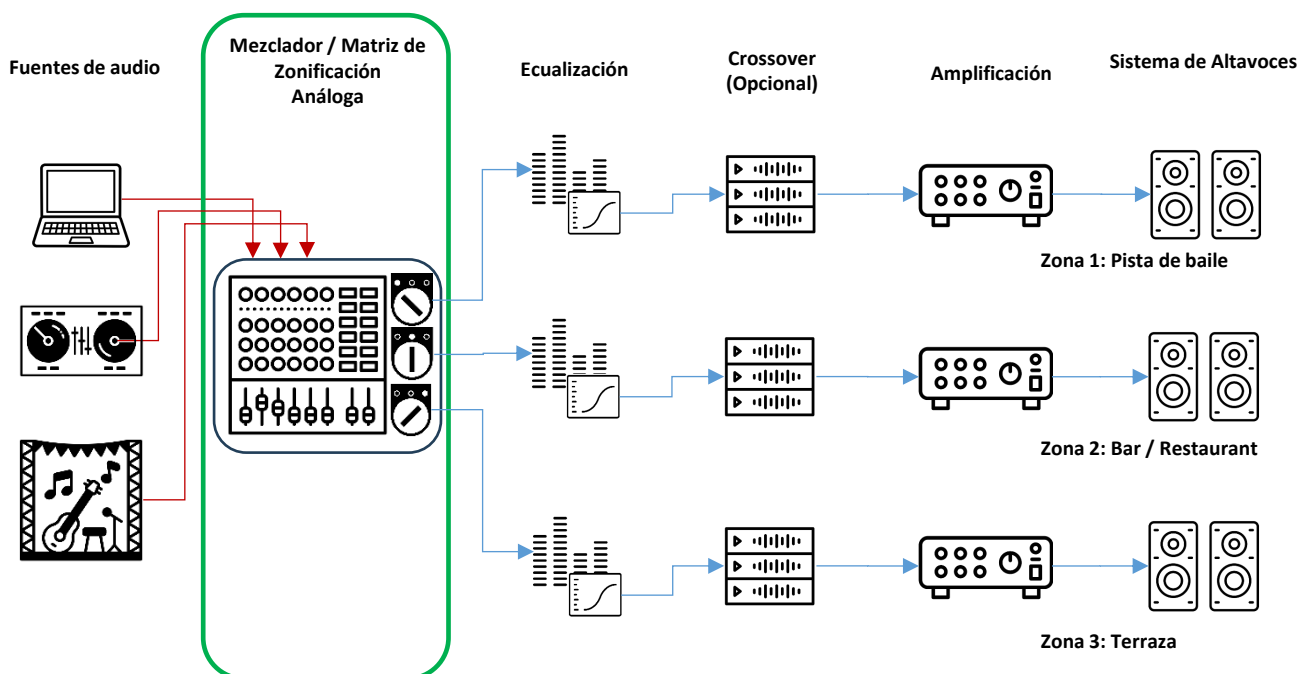 Fuentes de audio
Mezclador / Matriz de
Zonificación
Análoga
Ecualización
Crossover
(Opcional)
Amplificación
Sistema de Altavoces
Zona 1: Pista de baile
Zona 2: Bar / Restaurant
Zona 3: Terraza